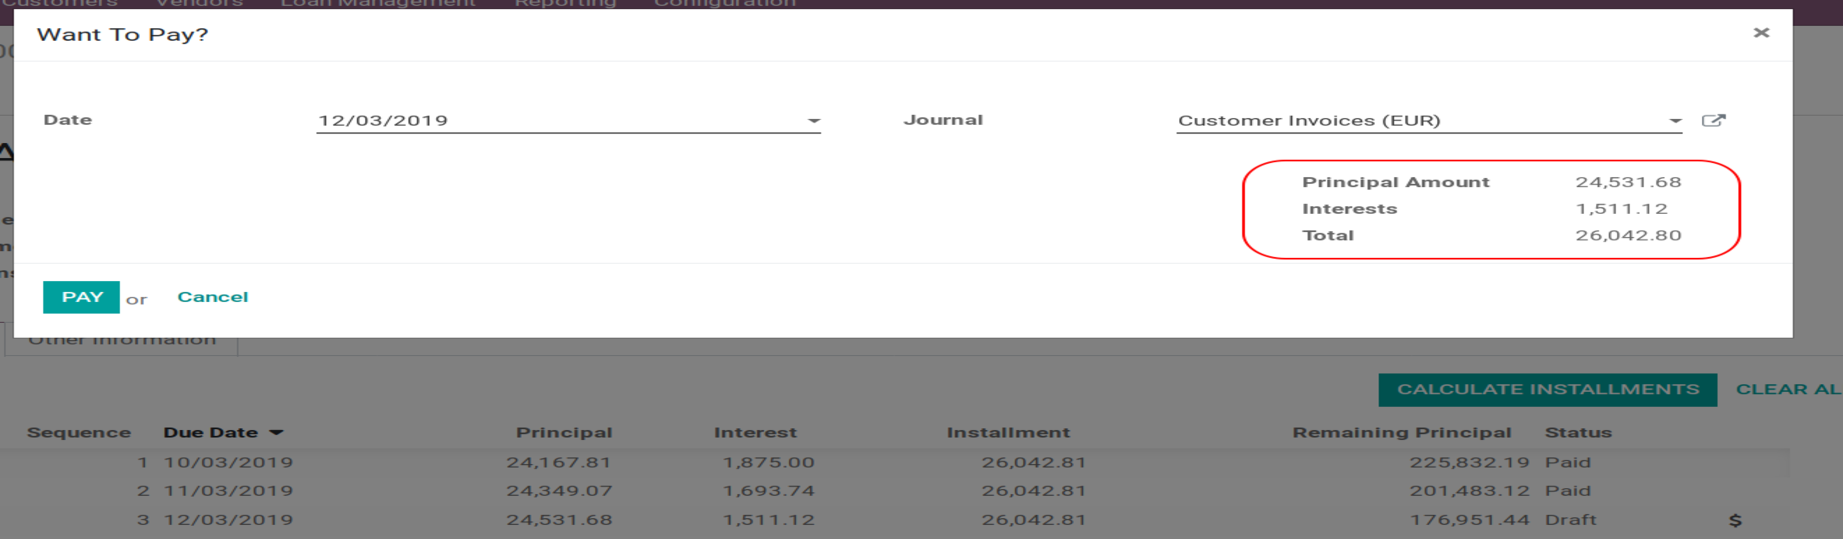 Customers Vendors Loan Management Reporting Configuration
Want To Pay?
Date 12/03/2019 Journal Customer Invoices (EUR)
Principal Amount 24,531.68
Interests 1,511.12
Total 26,042.80
PAY or Cancel
Other Information
CALCULATE INSTALLMENTS CLEAR AL
Sequence Due Date Principal Interest Installment Remaining Principal Status
1 10/03/2019 24,167.81 1,875.00 26,042.81 225,832.19 Paid
2 11/03/2019 24,349.07 1,693.74 26,042.81 201,483.12 Paid
3 12/03/2019 24,531.68 1,511.12 26,042.81 176,951.44 Draft $